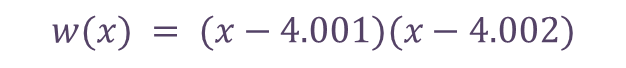 w(x) = (x − 4.001)(x − 4.002)